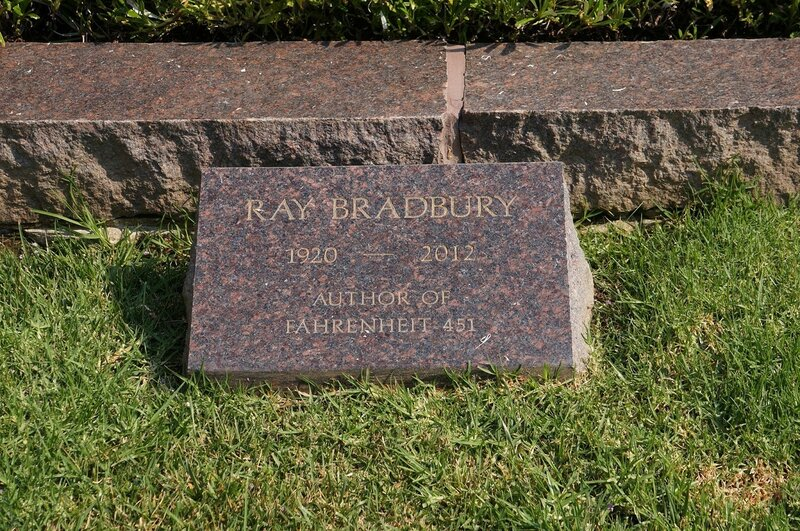 RAY BRADBURY
1920 — 2012
AUTHOR OF
FAHRENHEIT 451